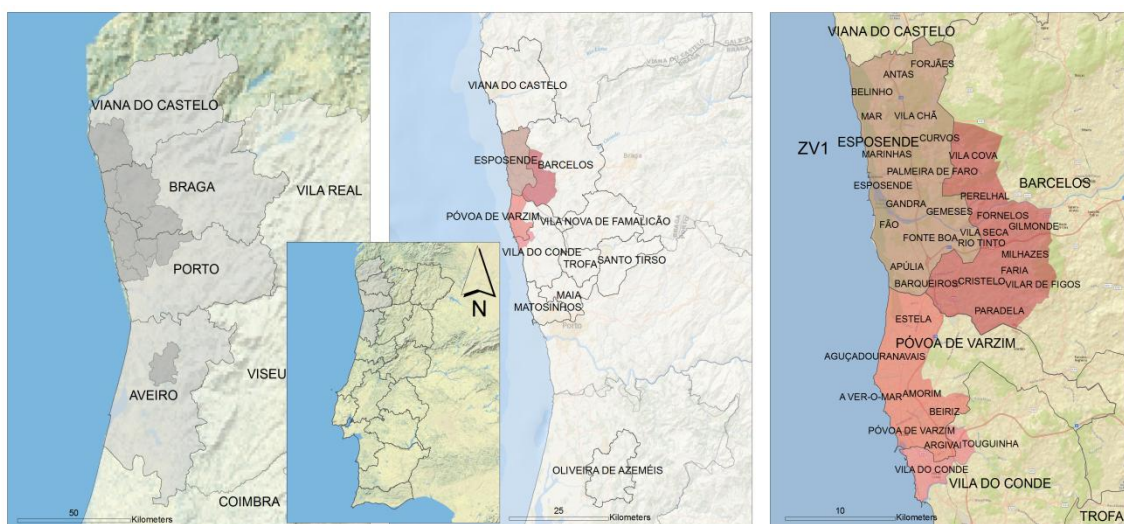 VIANA DO CASTELO
BRAGA
VILA REAL
PORTO
VISEU
AVEIRO
COIMBRA
50
Kilometers
N
VIANA DO CASTELO
ESPOSENDE
BARCELOS
PÓVOA DE VARZIM
VILA NOVA DE FAMALICÃO
VILA DO CONDE
TROFA
SANTO TIRSO
MAIA
MATOSINHOS
Porto
OLIVEIRA DE AZEMÉIS
25
Kilometers
VIANA DO CASTELO
FORJÃES
ANTAS
BELINHO
MAR
VILA CHÃ
CURVOS
ZV1
ESPOSENDE
MARINHAS
VILA COVA
PALMEIRA DE FARO
BARCELOS
ESPOSENDE
PERELHAL
GANDRA
GEMESES
FORNELOS
FÃO
GILMONDE
VILA SECA
FONTE BOA
RIO TINTO
MILHAZES
APÚLIA
FARIA
BARQUEIROS
CRISTELO
VILAR DE FIGOS
ESTELA
PARADELA
PÓVOA DE VARZIM
AGUÇADOURA
NAVAIS
A VER-O-MAR
AMORIM
BEIRIZ
PÓVOA DE VARZIM
ARGIVAI
TOUGUINHA
VILA DO CONDE
VILA DO CONDE
10
Kilometers
TROFA